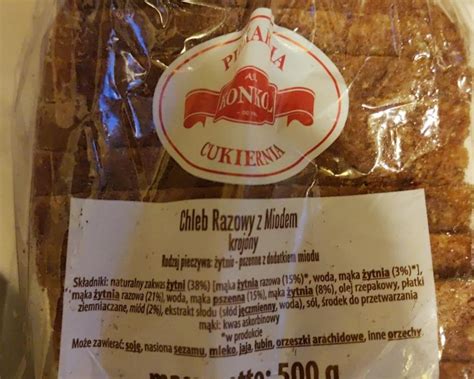 PIEKARNIA
A.J.
KONKOL
CUKIERNIA
Chleb Razowy z Miodem
krojony
Rodzaj pieczywa: żytnio - pszenne z dodatkiem miodu
Składniki: naturalny zakwas żytni (38%) [mąka żytnia razowa (15%)*, woda, mąka żytnia (3%)*],
mąka żytnia razowa (21%), woda, mąka pszenna (15%), mąka żytnia (8%), olej rzepakowy, płatki
ziemniaczane, miód (2%), ekstrakt słodu (słód jęczmienny, woda), sól, środek do przetwarzania
mąki: kwas askorbinowy
*w produkcie
Może zawierać: soję, nasiona sezamu, mleko, jaja, łubin, orzeszki arachidowe, inne orzechy.
500 g